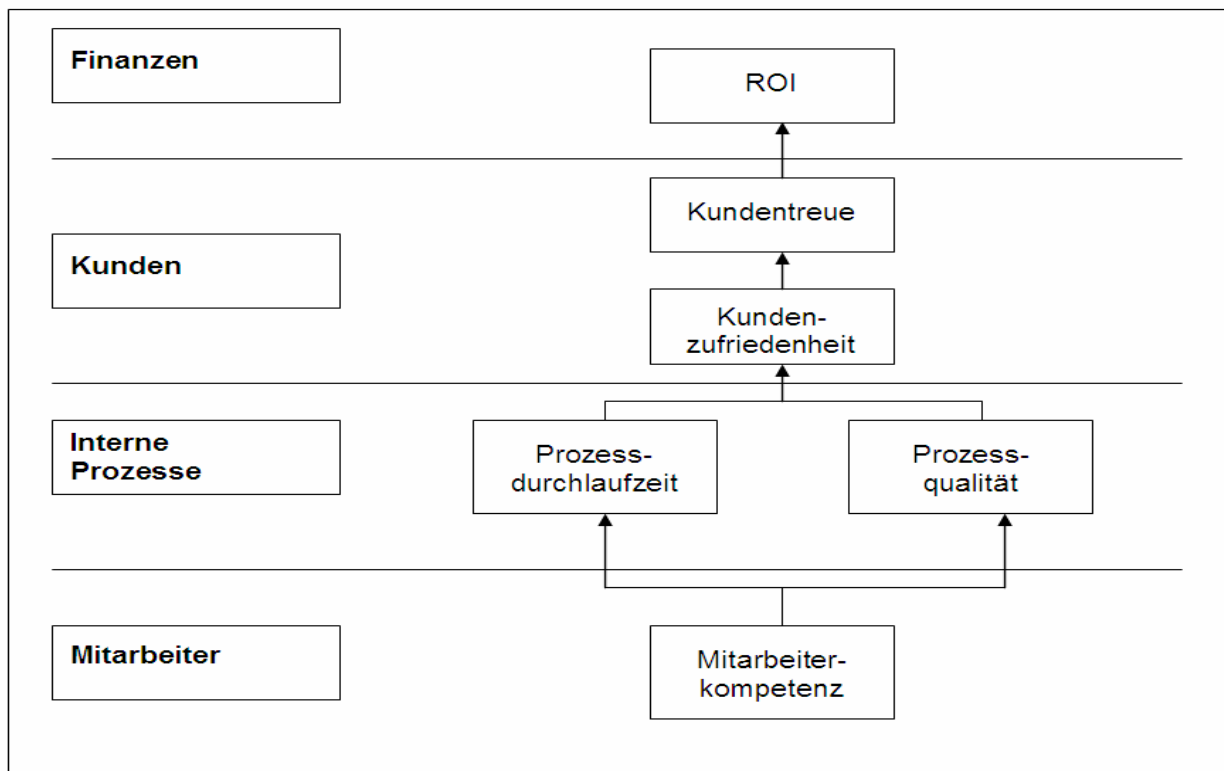 Finanzen
ROI
Kundentreue
Kunden
Kunden-
zufriedenheit
Interne
Prozesse
Prozess-
durchlaufzeit
Prozess-
qualität
Mitarbeiter
Mitarbeiter-
kompetenz